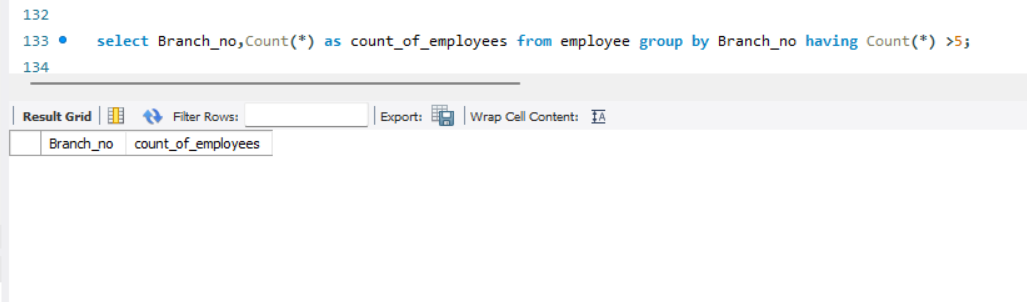 132
133 select Branch_no,Count(*) as count_of_employees from employee group by Branch_no having Count(*) >5;
134
Result Grid Filter Rows: Export: Wrap Cell Content: IA
Branch_no count_of_employees